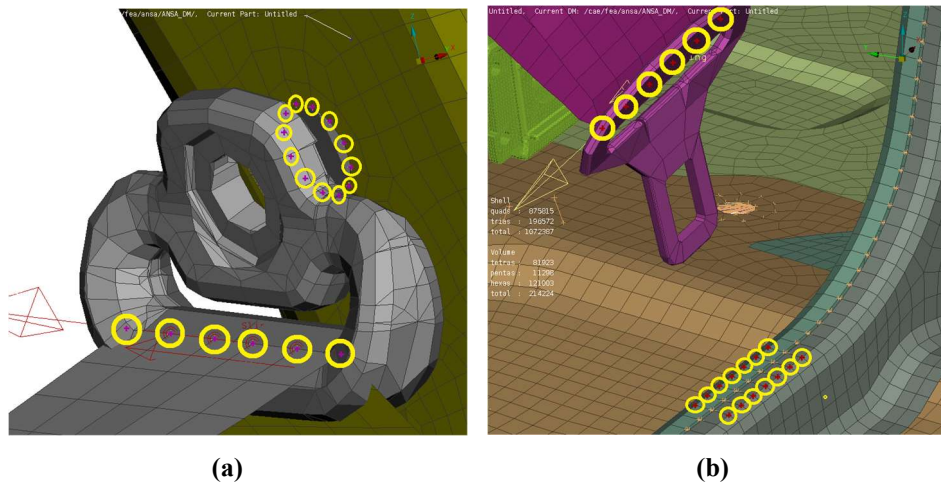 /fea/ansa/ANSA_DM/, Current Part: Untitled
Untitled, Current DM: /cae/fea/ansa/ANSA_DM/, Current Part: Untitled
ing
Shell
quads : 875815
trias : 196572
total : 1072387
Volume
tetras : 81923
pentas : 11298
hexas : 121003
total : 214224
(a)
(b)